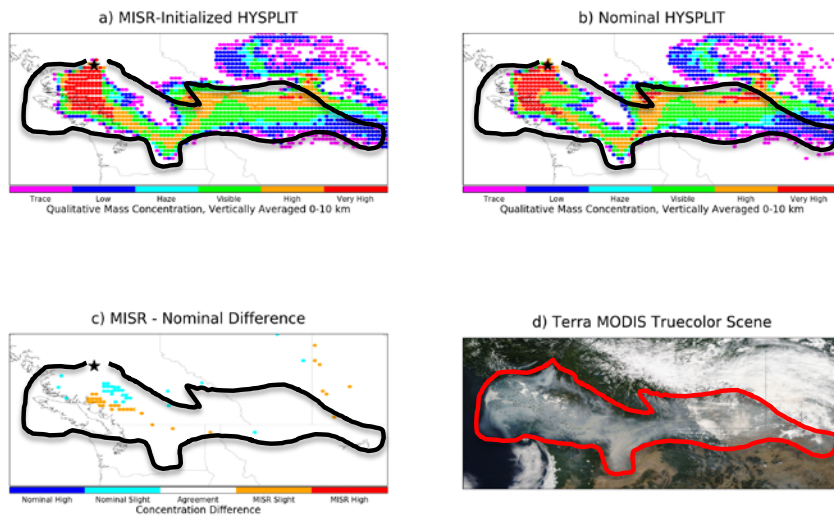 a) MISR-Initialized HYSPLIT
b) Nominal HYSPLIT
Trace Low Haze Visible High Very High
Qualitative Mass Concentration, Vertically Averaged 0-10 km
Trace Low Haze Visible High Very High
Qualitative Mass Concentration, Vertically Averaged 0-10 km
c) MISR - Nominal Difference
d) Terra MODIS Truecolor Scene
Nominal High Nominal Slight Agreement MISR Slight MISR High
Concentration Difference